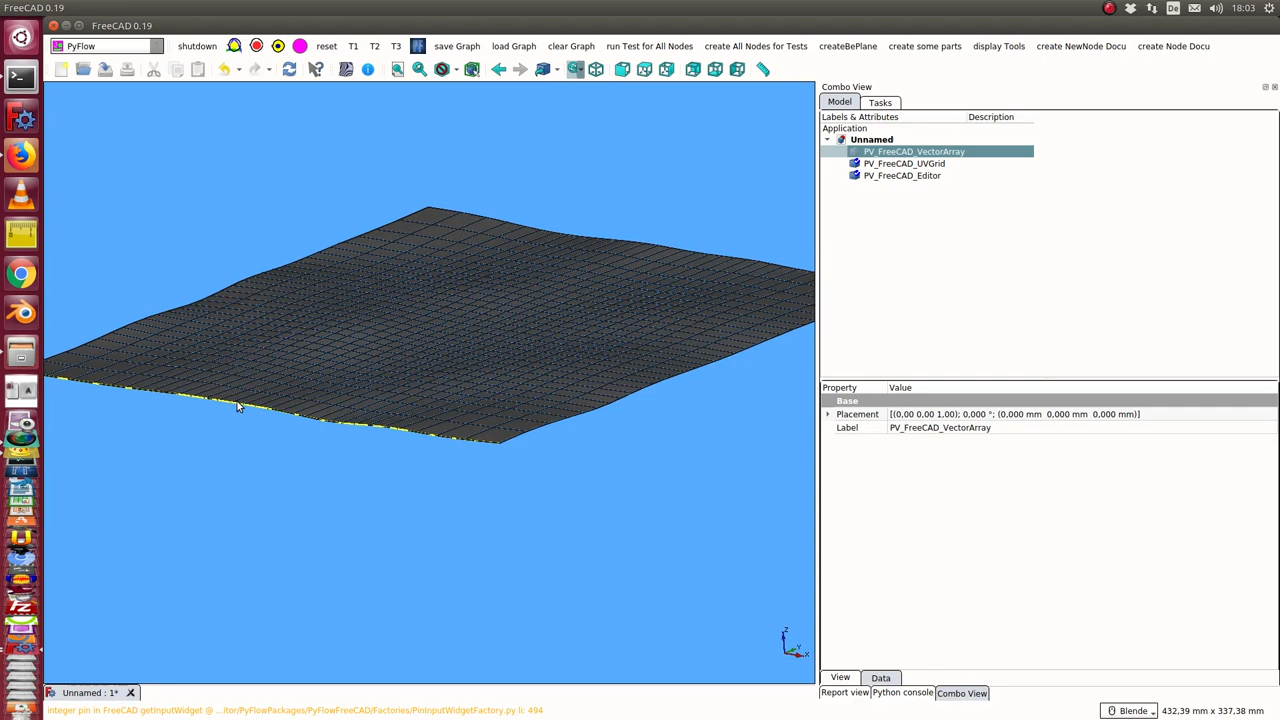 FreeCAD 0.19
De
18:03
FreeCAD 0.19
PyFlow
shutdown
reset
T1
T2
T3
save Graph
load Graph
clear Graph
run Test for All Nodes
create All Nodes for Tests
createBePlane
create some parts
display Tools
create NewNode Docu
create Node Docu
Combo View
Model
Tasks
Labels & Attributes
Description
Application
Unnamed
PV_FreeCAD_VectorArray
PV_FreeCAD_UVGrid
PV_FreeCAD_Editor
Property
Value
Base
Placement
[(0,00 0,00 1,00); 0,000 °; (0,000 mm 0,000 mm 0,000 mm)]
Label
PV_FreeCAD_VectorArray
Z
Y
X
View
Data
Unnamed : 1*
Report view
Python console
Combo View
integer pin in FreeCAD getInputWidget @ ...itor/PyFlowPackages/PyFlowFreeCAD/Factories/PinInputWidgetFactory.py li: 494
Blende
432,39 mm x 337,38 mm